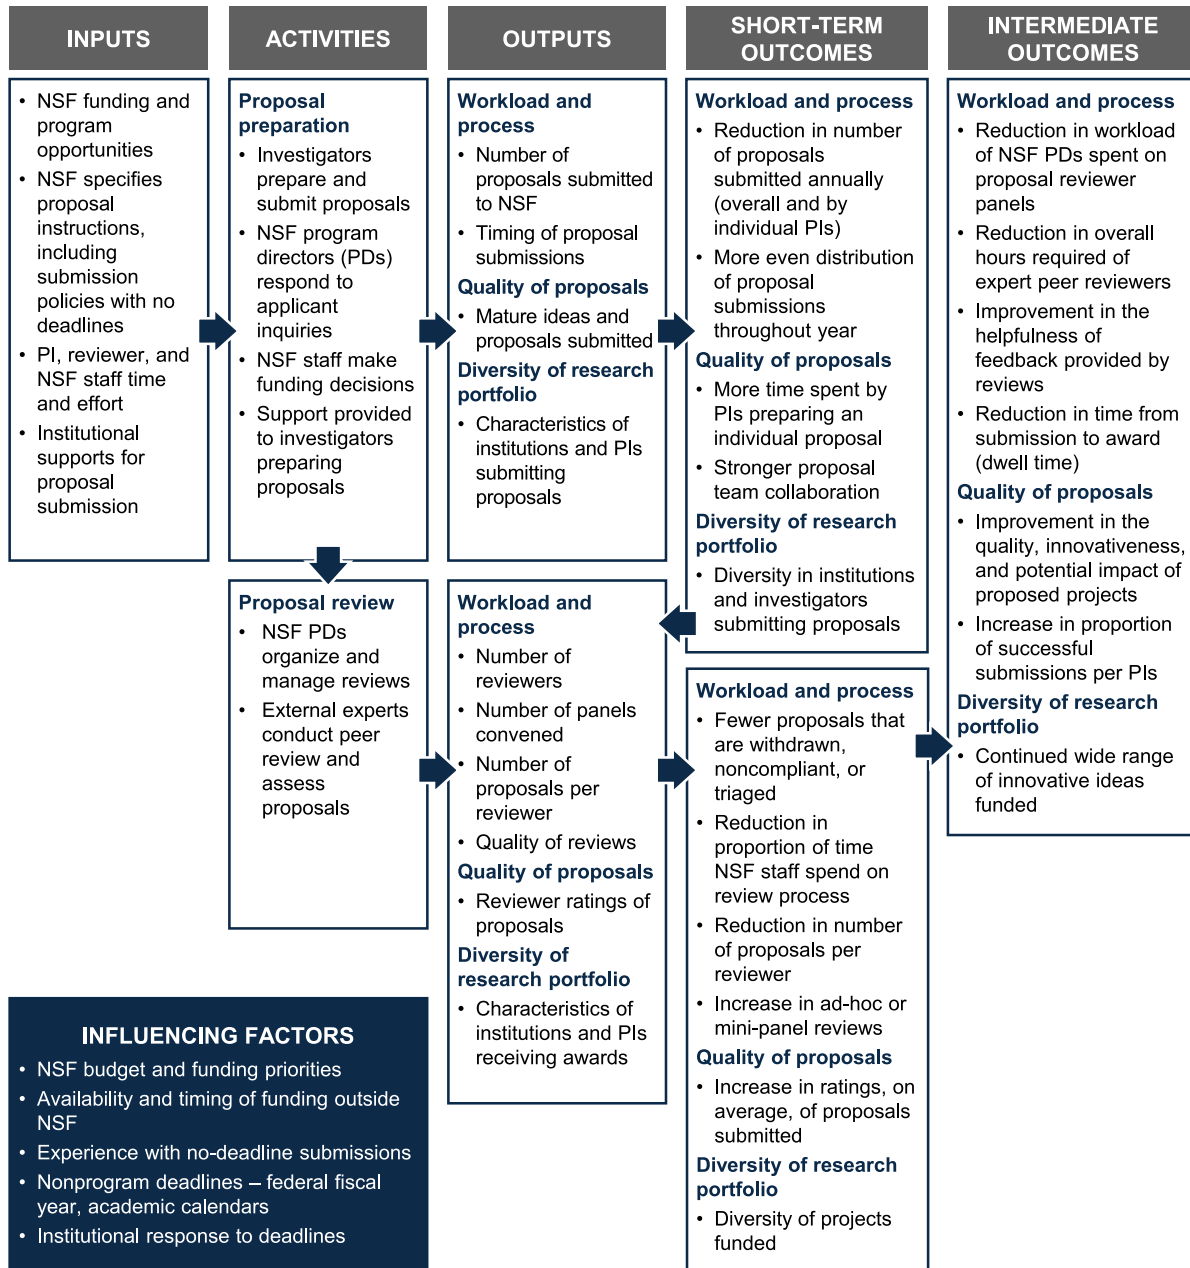 INPUTS
ACTIVITIES
OUTPUTS
SHORT-TERM
OUTCOMES
INTERMEDIATE
OUTCOMES
• NSF funding and
program
opportunities
• NSF specifies
proposal
instructions,
including
submission
policies with no
deadlines
• PI, reviewer, and
NSF staff time
and effort
• Institutional
supports for
proposal
submission
Proposal
preparation
• Investigators
prepare and
submit proposals
• NSF program
directors (PDs)
respond to
applicant
inquiries
• NSF staff make
funding decisions
• Support provided
to investigators
preparing
proposals
Workload and
process
• Number of
proposals submitted
to NSF
• Timing of proposal
submissions
Quality of proposals
• Mature ideas and
proposals submitted
Diversity of research
portfolio
• Characteristics of
institutions and PIs
submitting
proposals
Workload and process
• Reduction in number
of proposals
submitted annually
(overall and by
individual PIs)
• More even distribution
of proposal
submissions
throughout year
Quality of proposals
• More time spent by
PIs preparing an
individual proposal
• Stronger proposal
team collaboration
Diversity of research
portfolio
• Diversity in institutions
and investigators
submitting proposals
Workload and process
• Reduction in workload
of NSF PDs spent on
proposal reviewer
panels
• Reduction in overall
hours required of
expert peer reviewers
• Improvement in the
helpfulness of
feedback provided by
reviews
• Reduction in time from
submission to award
(dwell time)
Quality of proposals
• Improvement in the
quality, innovativeness,
and potential impact of
proposed projects
• Increase in proportion
of successful
submissions per PIs
Diversity of research
portfolio
• Continued wide range
of innovative ideas
funded
Proposal review
• NSF PDs
organize and
manage reviews
• External experts
conduct peer
review and
assess
proposals
Workload and
process
• Number of
reviewers
• Number of panels
convened
• Number of
proposals per
reviewer
• Quality of reviews
Quality of proposals
• Reviewer ratings of
proposals
Diversity of
research portfolio
• Characteristics of
institutions and PIs
receiving awards
Workload and process
• Fewer proposals that
are withdrawn,
noncompliant, or
triaged
• Reduction in
proportion of time
NSF staff spend on
review process
• Reduction in number
of proposals per
reviewer
• Increase in ad-hoc or
mini-panel reviews
Quality of proposals
• Increase in ratings, on
average, of proposals
submitted
Diversity of research
portfolio
• Diversity of projects
funded
INFLUENCING FACTORS
• NSF budget and funding priorities
• Availability and timing of funding outside
NSF
• Experience with no-deadline submissions
• Nonprogram deadlines – federal fiscal
year, academic calendars
• Institutional response to deadlines